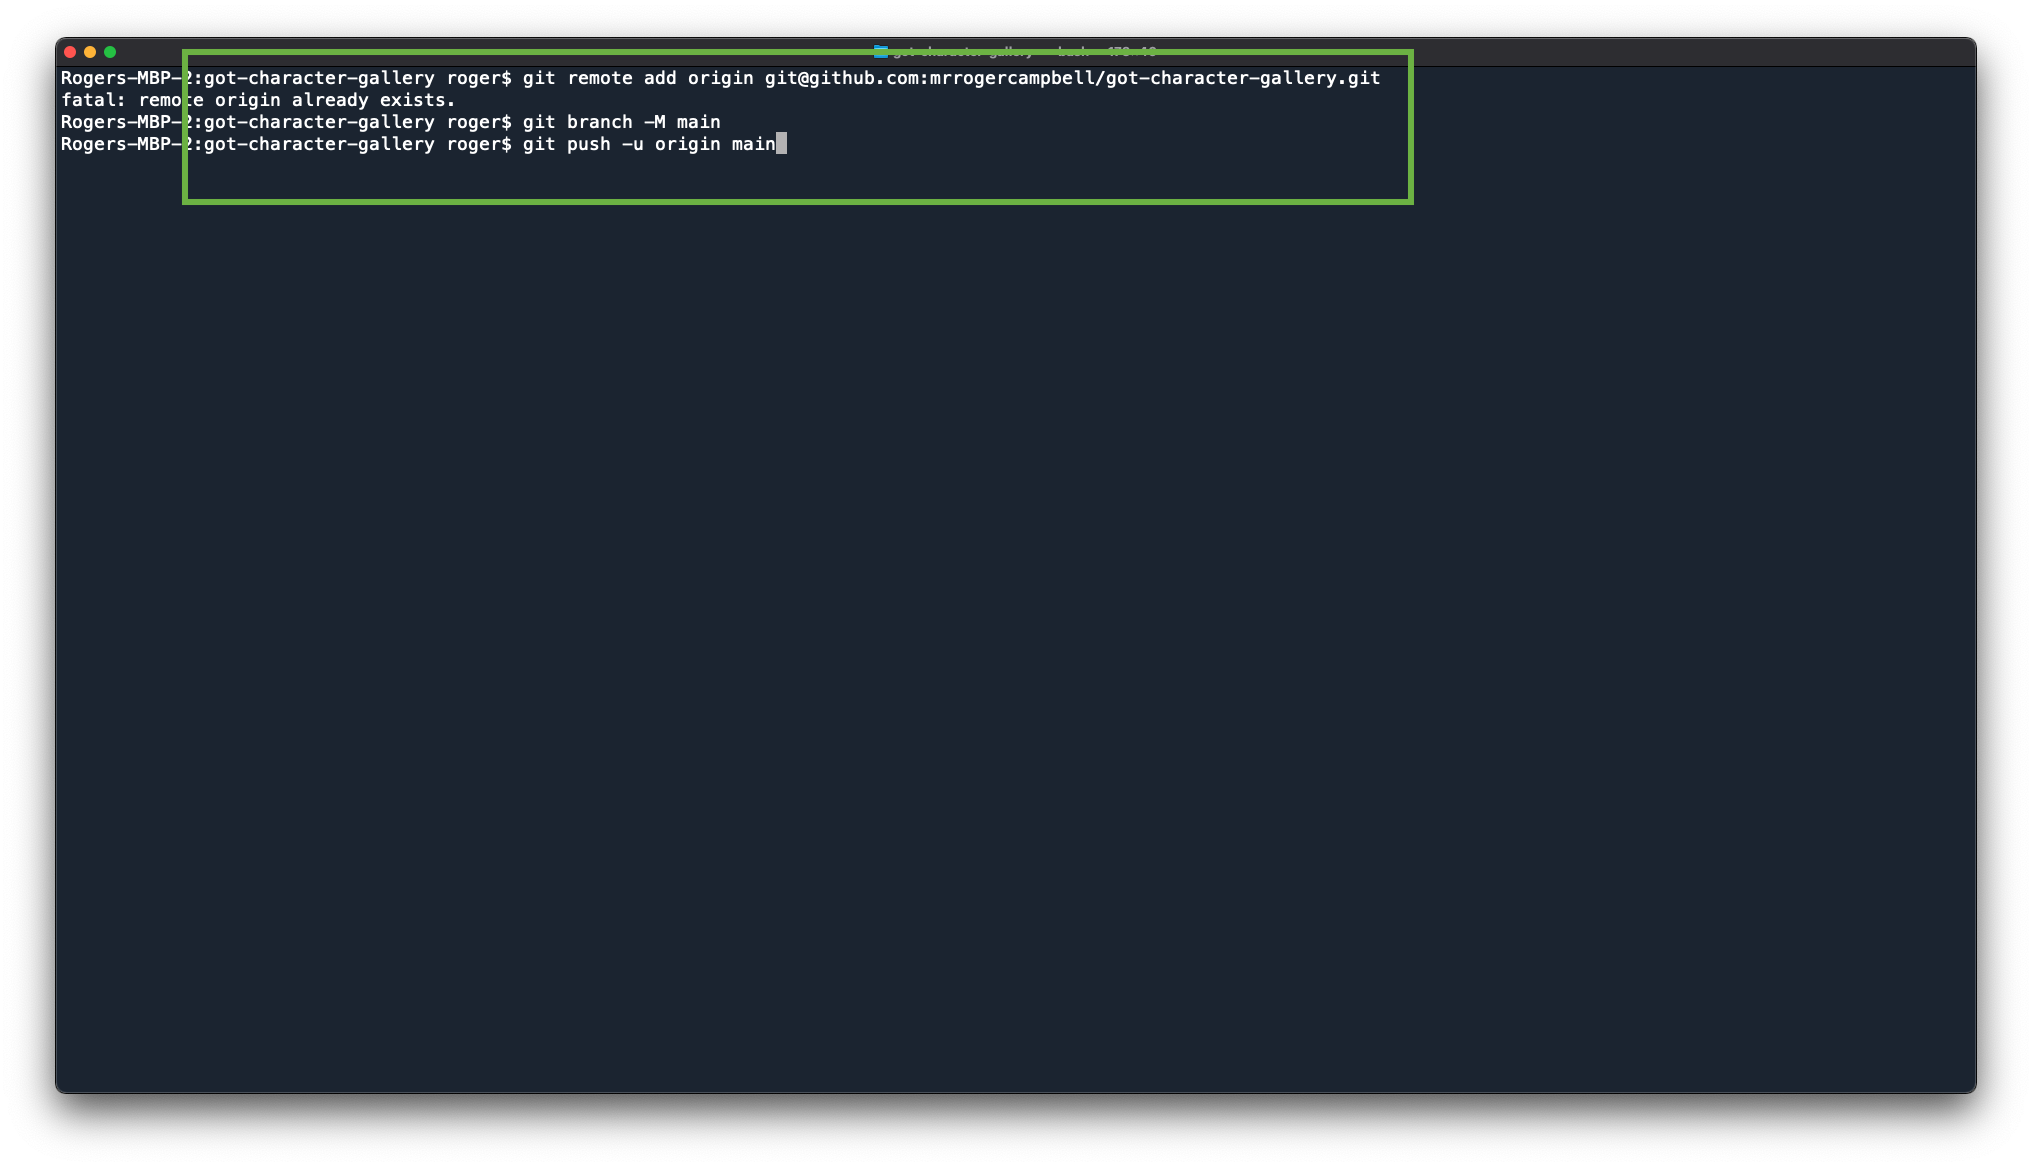 Rogers-MBP-2:got-character-gallery roger$ git remote add origin git@github.com:mrrogercampbell/got-character-gallery.git
fatal: remote origin already exists.
Rogers-MBP-2:got-character-gallery roger$ git branch -M main
Rogers-MBP-2:got-character-gallery roger$ git push -u origin main